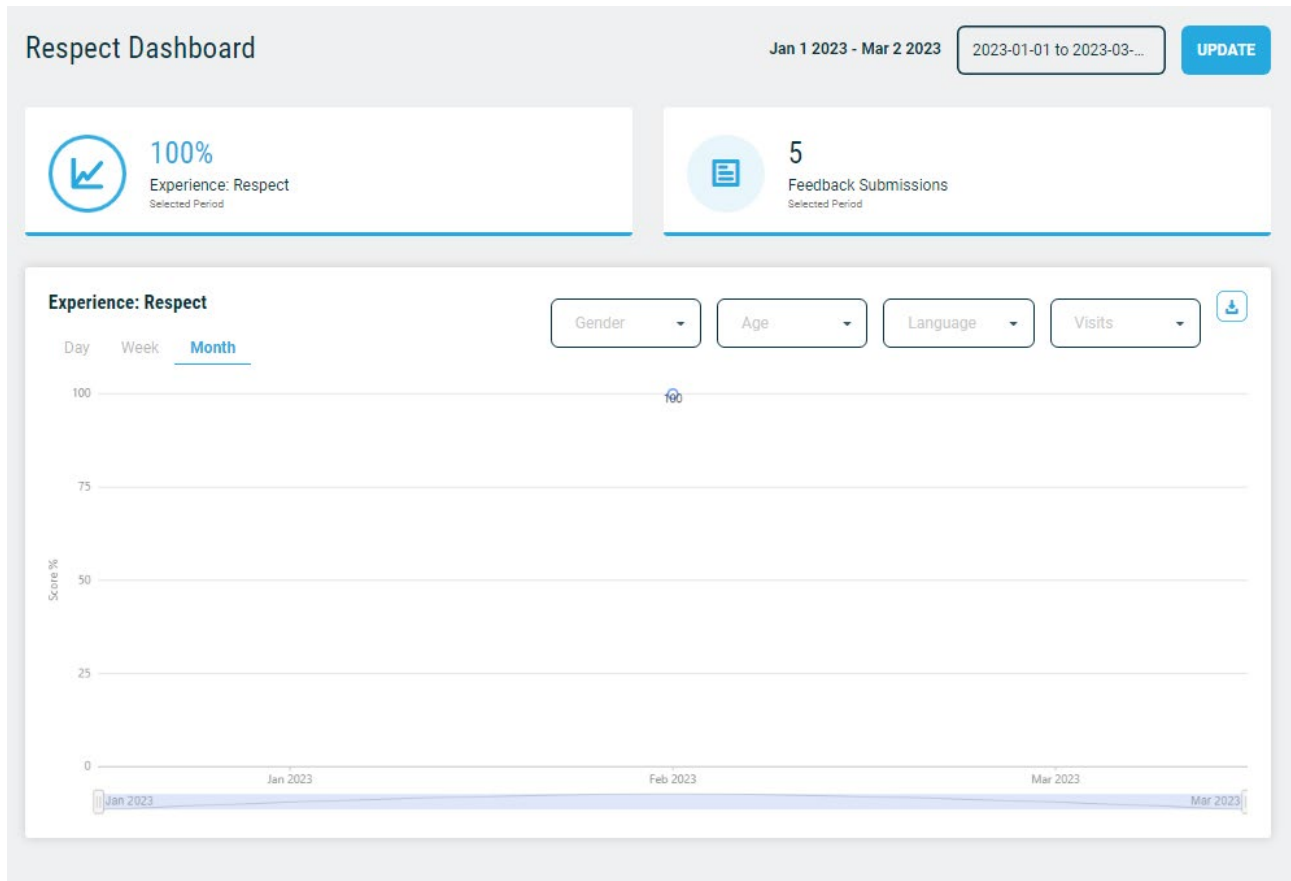 Respect Dashboard
Jan 1 2023 - Mar 2 2023
2023-01-01 to 2023-03-...
UPDATE
100%
Experience: Respect
Selected Period
5
Feedback Submissions
Selected Period
Experience: Respect
Gender
Age
Language
Visits
Day Week Month
100
100
75
50
Score %
25
0
Jan 2023 Feb 2023 Mar 2023
Jan 2023 Mar 2023